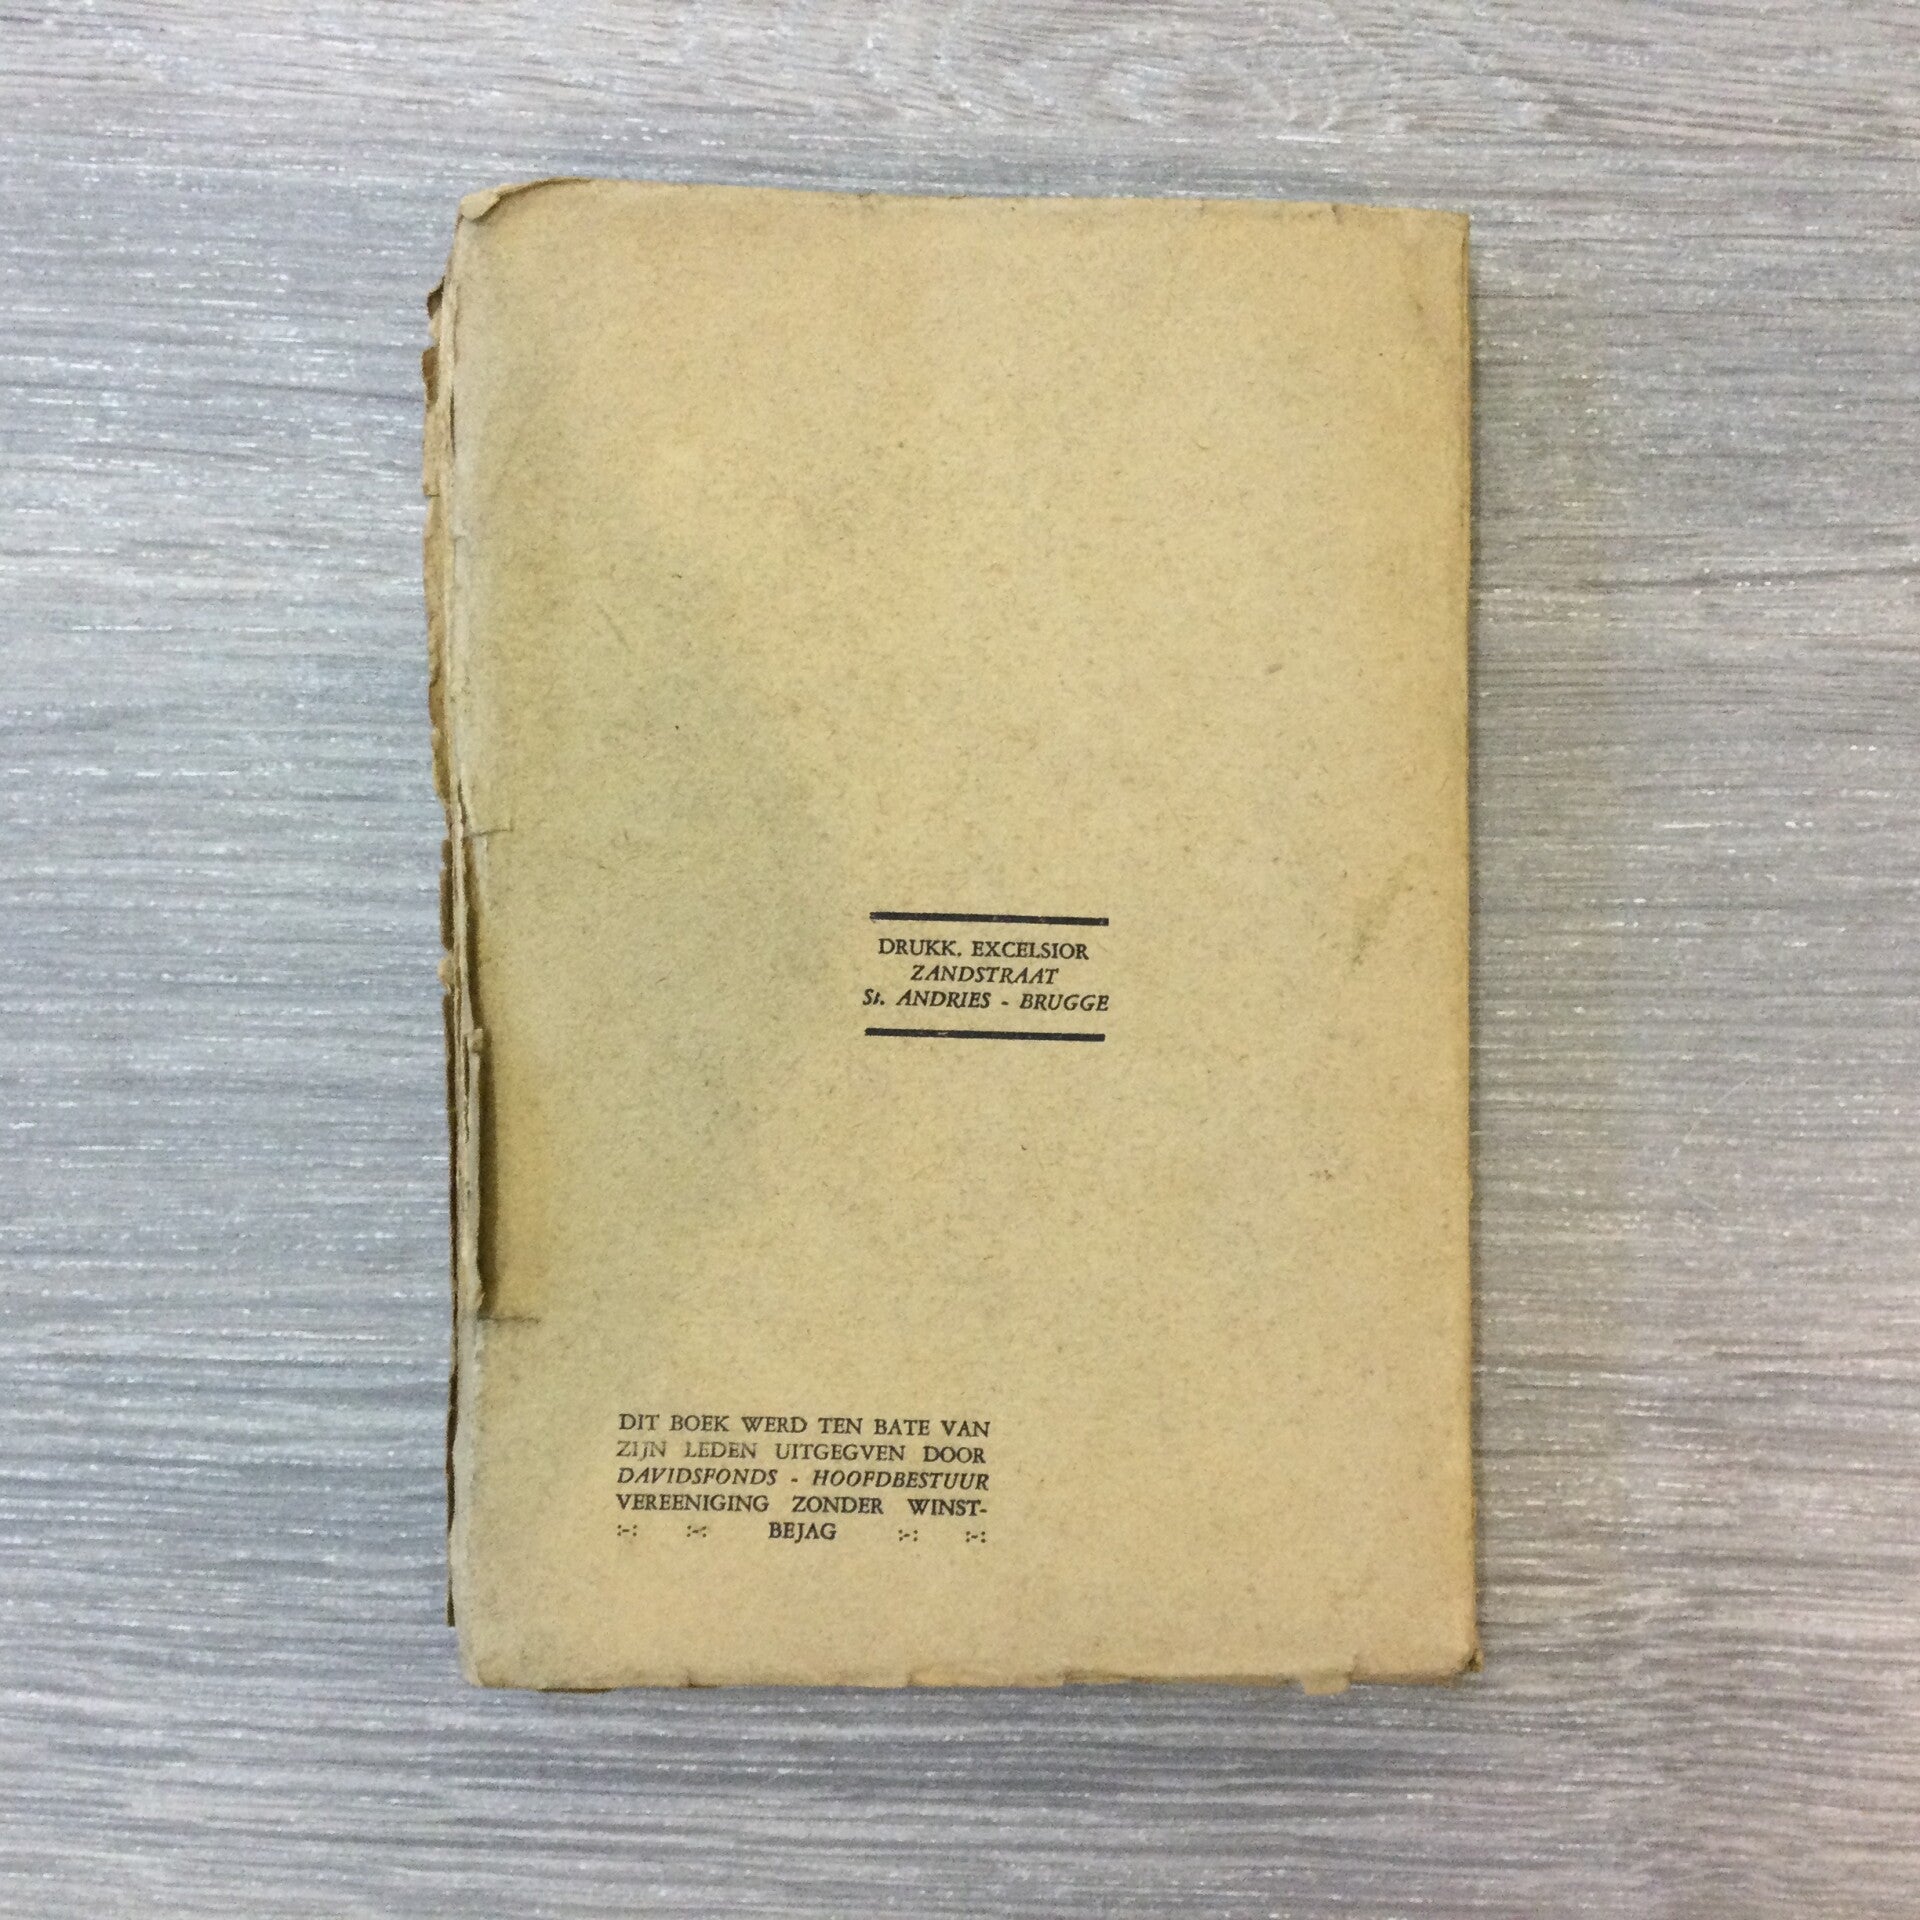 DRUKK. EXCELSIOR
ZANDSTRAAT
St. ANDRIES - BRUGGE
DIT BOEK WERD TEN BATE VAN
ZIJN LEDEN UITGEGVEN DOOR
DAVIDSFONDS - HOOFDBESTUUR
VEREENIGING ZONDER WINST-
:-: :-: BEJAG :-: :-: